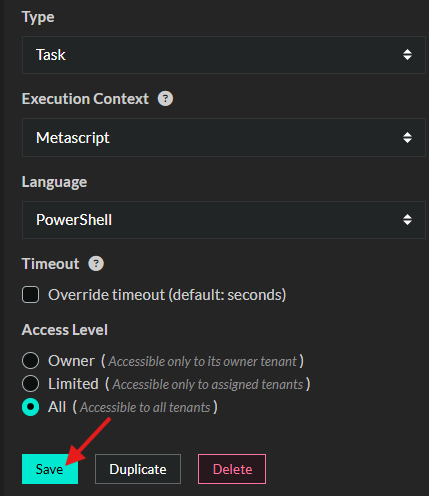 Type
Task
Execution Context ?
Metascript
Language
PowerShell
Timeout ?
Override timeout (default: seconds)
Access Level
Owner ( Accessible only to its owner tenant )
Limited ( Accessible only to assigned tenants )
All ( Accessible to all tenants )
Save Duplicate Delete